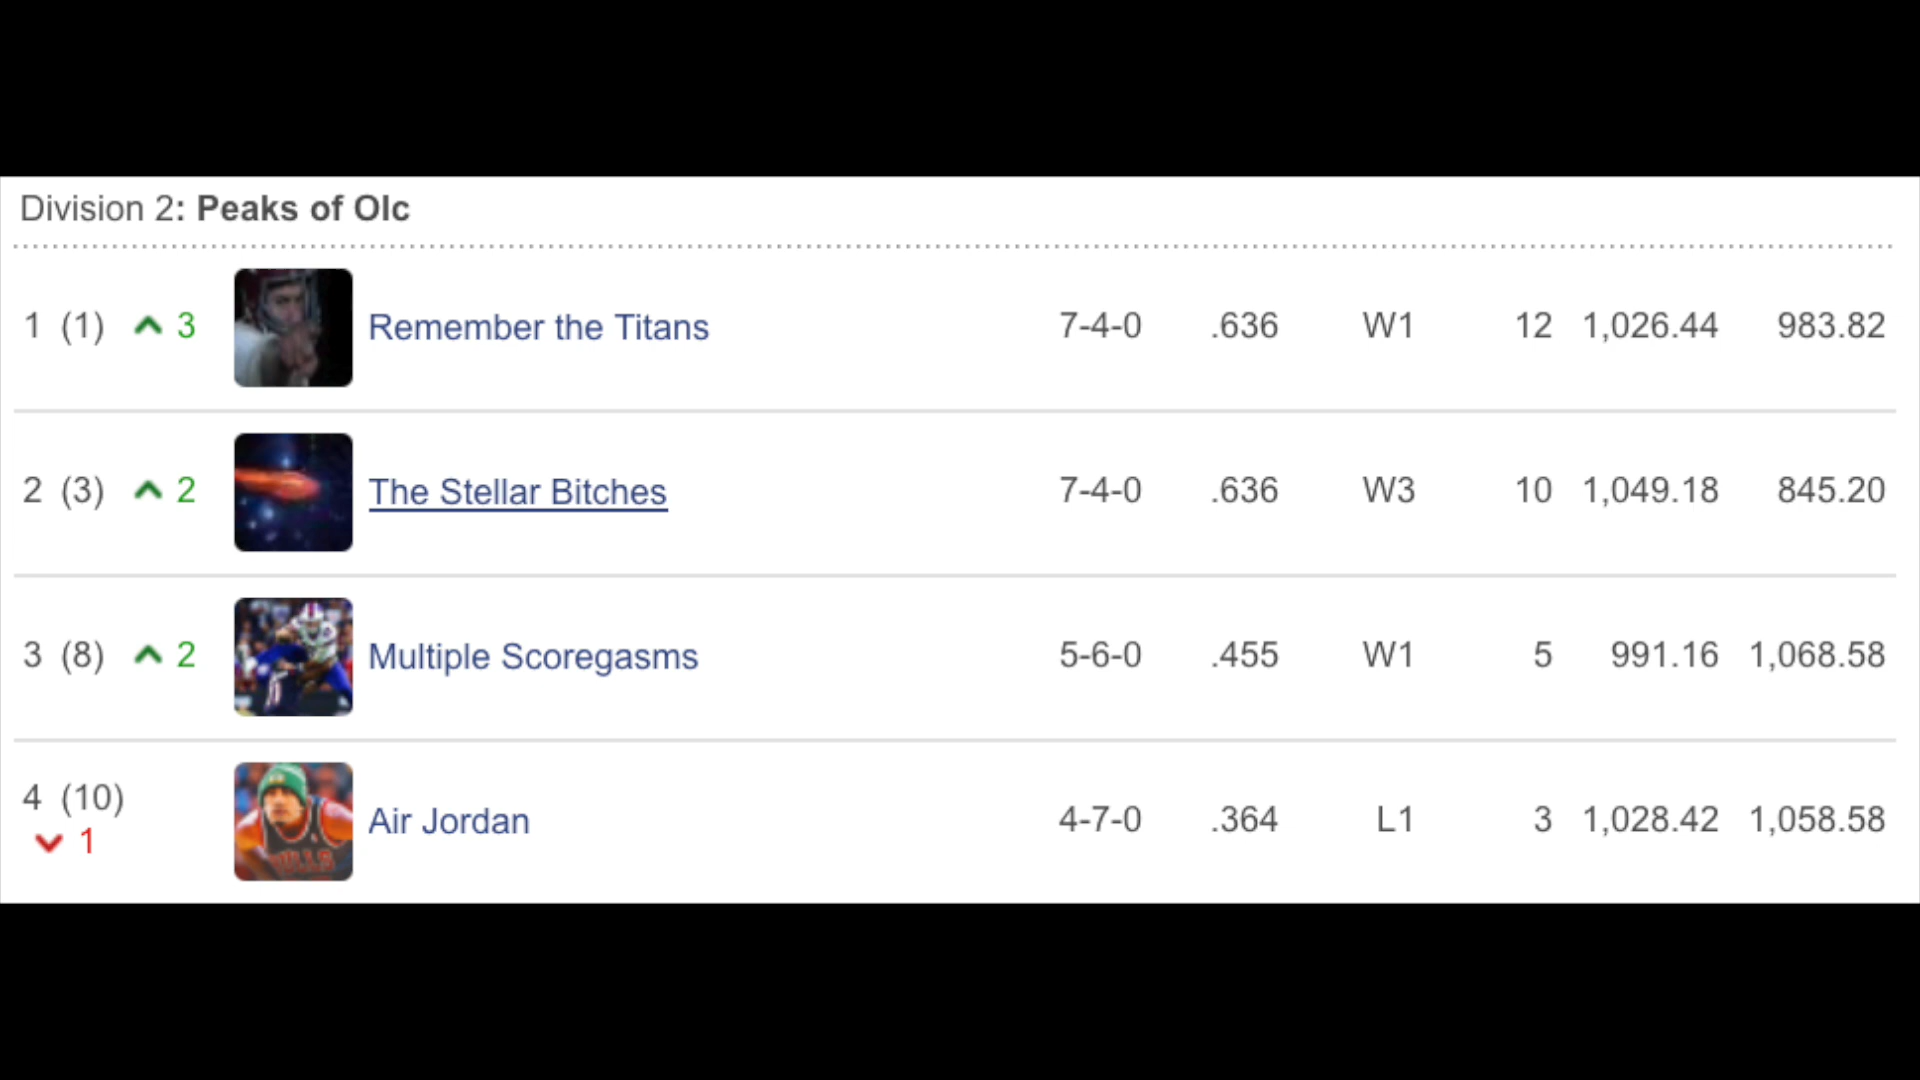 Division 2: Peaks of Olc
1 (1) 3 Remember the Titans 7-4-0 .636 W1 12 1,026.44 983.82
2 (3) 2 The Stellar Bitches 7-4-0 .636 W3 10 1,049.18 845.20
3 (8) 2 Multiple Scoregasms 5-6-0 .455 W1 5 991.16 1,068.58
4 (10) 1 Air Jordan 4-7-0 .364 L1 3 1,028.42 1,058.58
BULLS